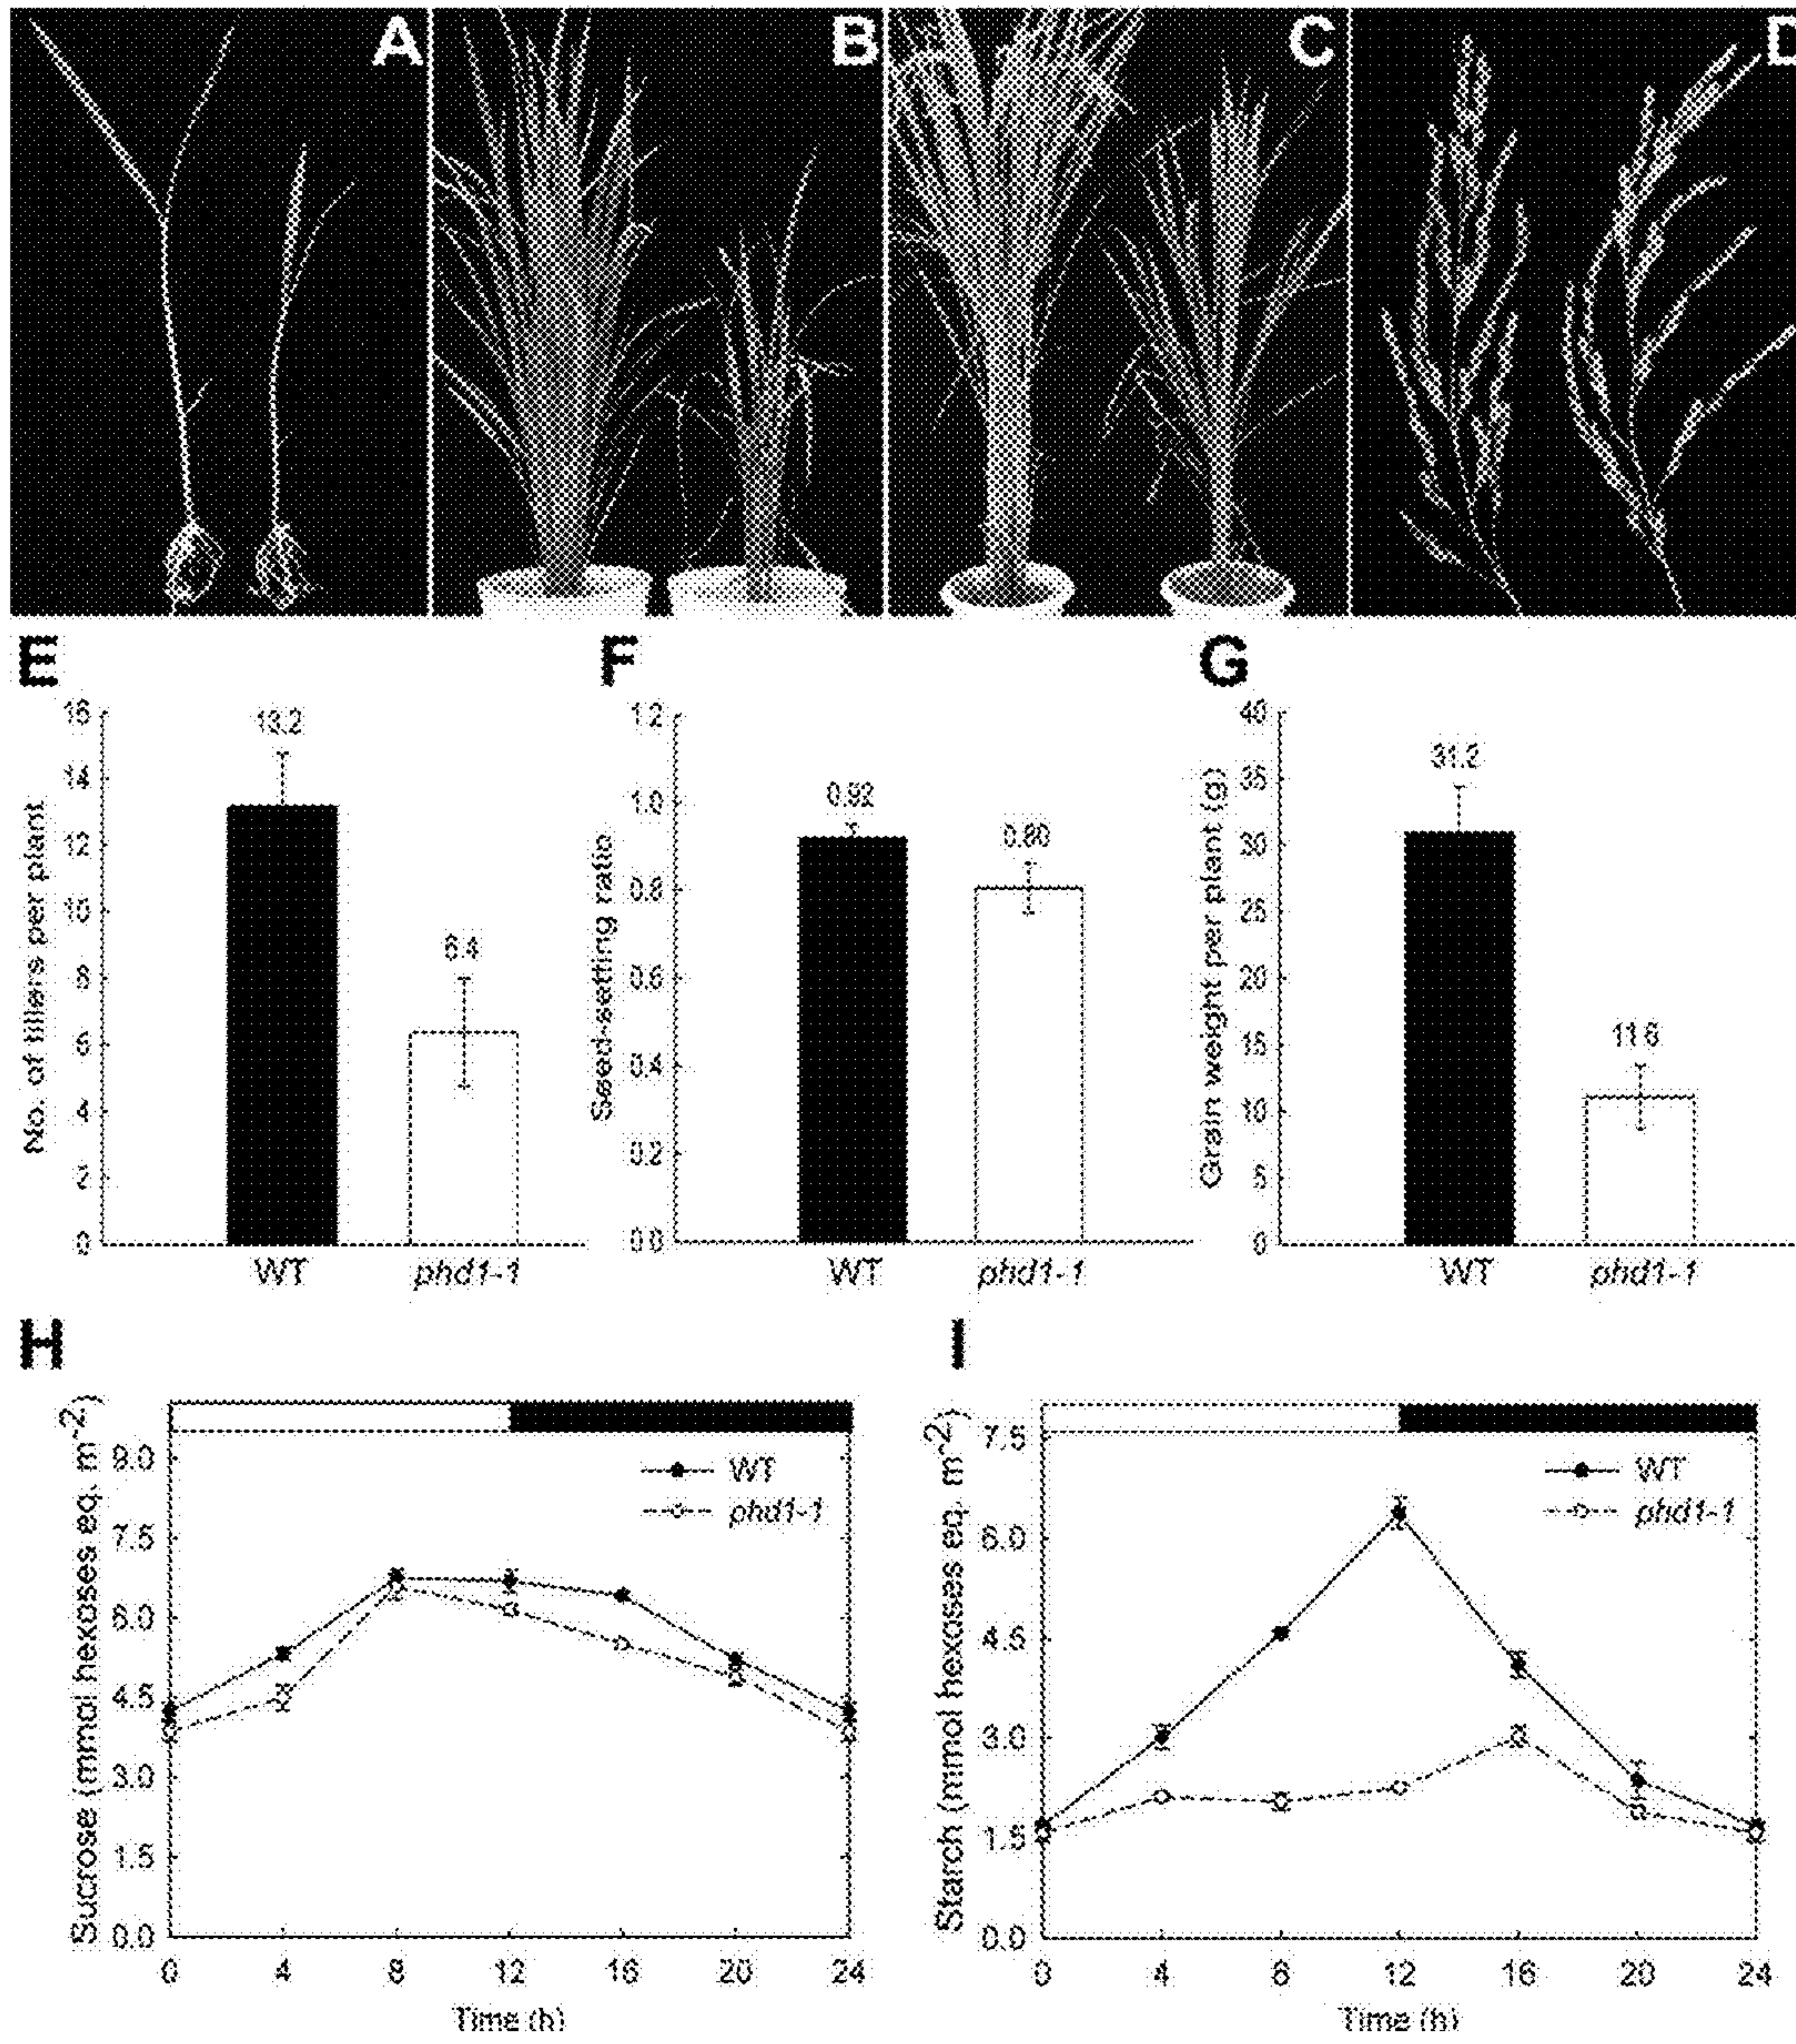 A B C D
E F G
No. of tillers per plant
16
14
12
10
8
6
4
2
0
13.2
6.4
WT phd1-1
Seed-setting ratio
1.2
1.0
0.8
0.6
0.4
0.2
0.0
0.92
0.80
WT phd1-1
Grain weight per plant (g)
40
35
30
25
20
15
10
5
0
31.2
11.6
WT phd1-1
H I
Sucrose (mmol hexoses eq. m-2)
9.0
7.5
6.0
4.5
3.0
1.5
0.0
WT
phd1-1
0 4 8 12 16 20 24
Time (h)
Starch (mmol hexoses eq. m-2)
7.5
6.0
4.5
3.0
1.5
0.0
WT
phd1-1
0 4 8 12 16 20 24
Time (h)